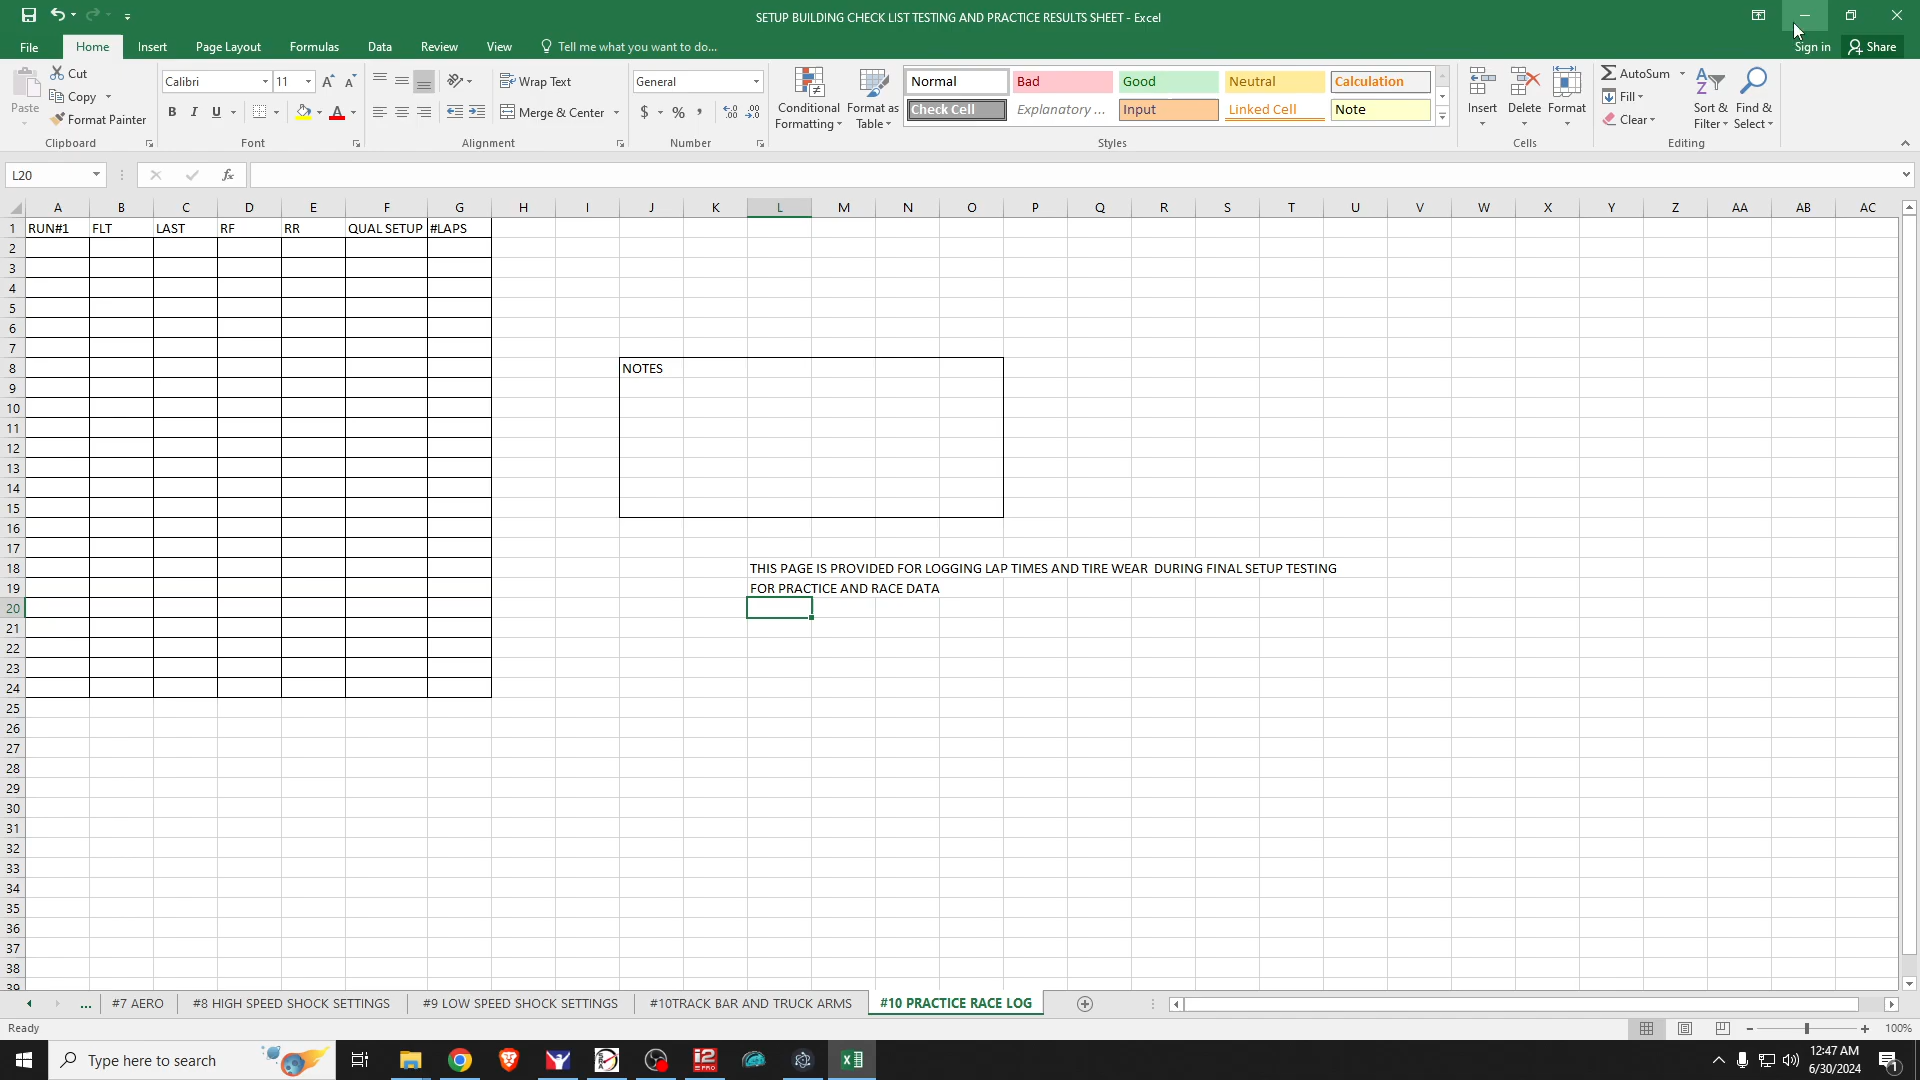 SETUP BUILDING CHECK LIST TESTING AND PRACTICE RESULTS SHEET - Excel
File Home Insert Page Layout Formulas Data Review View Tell me what you want to do... Sign in Share
Paste Cut Copy Format Painter Clipboard
Calibri 11 B I U A Font
Wrap Text Merge & Center Alignment
General $ % , Number
Conditional Formatting Format as Table
Normal Bad Good Neutral Calculation
Check Cell Explanatory ... Input Linked Cell Note
Styles
Insert Delete Format Cells
AutoSum Fill Clear Sort & Filter Find & Select Editing
L20 fx
A B C D E F G H I J K L M N O P Q R S T U V W X Y Z AA AB AC
1 RUN#1 FLT LAST RF RR QUAL SETUP #LAPS
2
3
4
5
6
7
8 NOTES
9
10
11
12
13
14
15
16
17
18 THIS PAGE IS PROVIDED FOR LOGGING LAP TIMES AND TIRE WEAR DURING FINAL SETUP TESTING
19 FOR PRACTICE AND RACE DATA
20
21
22
23
24
25
26
27
28
29
30
31
32
33
34
35
36
37
38
39
... #7 AERO #8 HIGH SPEED SHOCK SETTINGS #9 LOW SPEED SHOCK SETTINGS #10TRACK BAR AND TRUCK ARMS #10 PRACTICE RACE LOG
Ready 100%
Type here to search 12:47 AM
6/30/2024